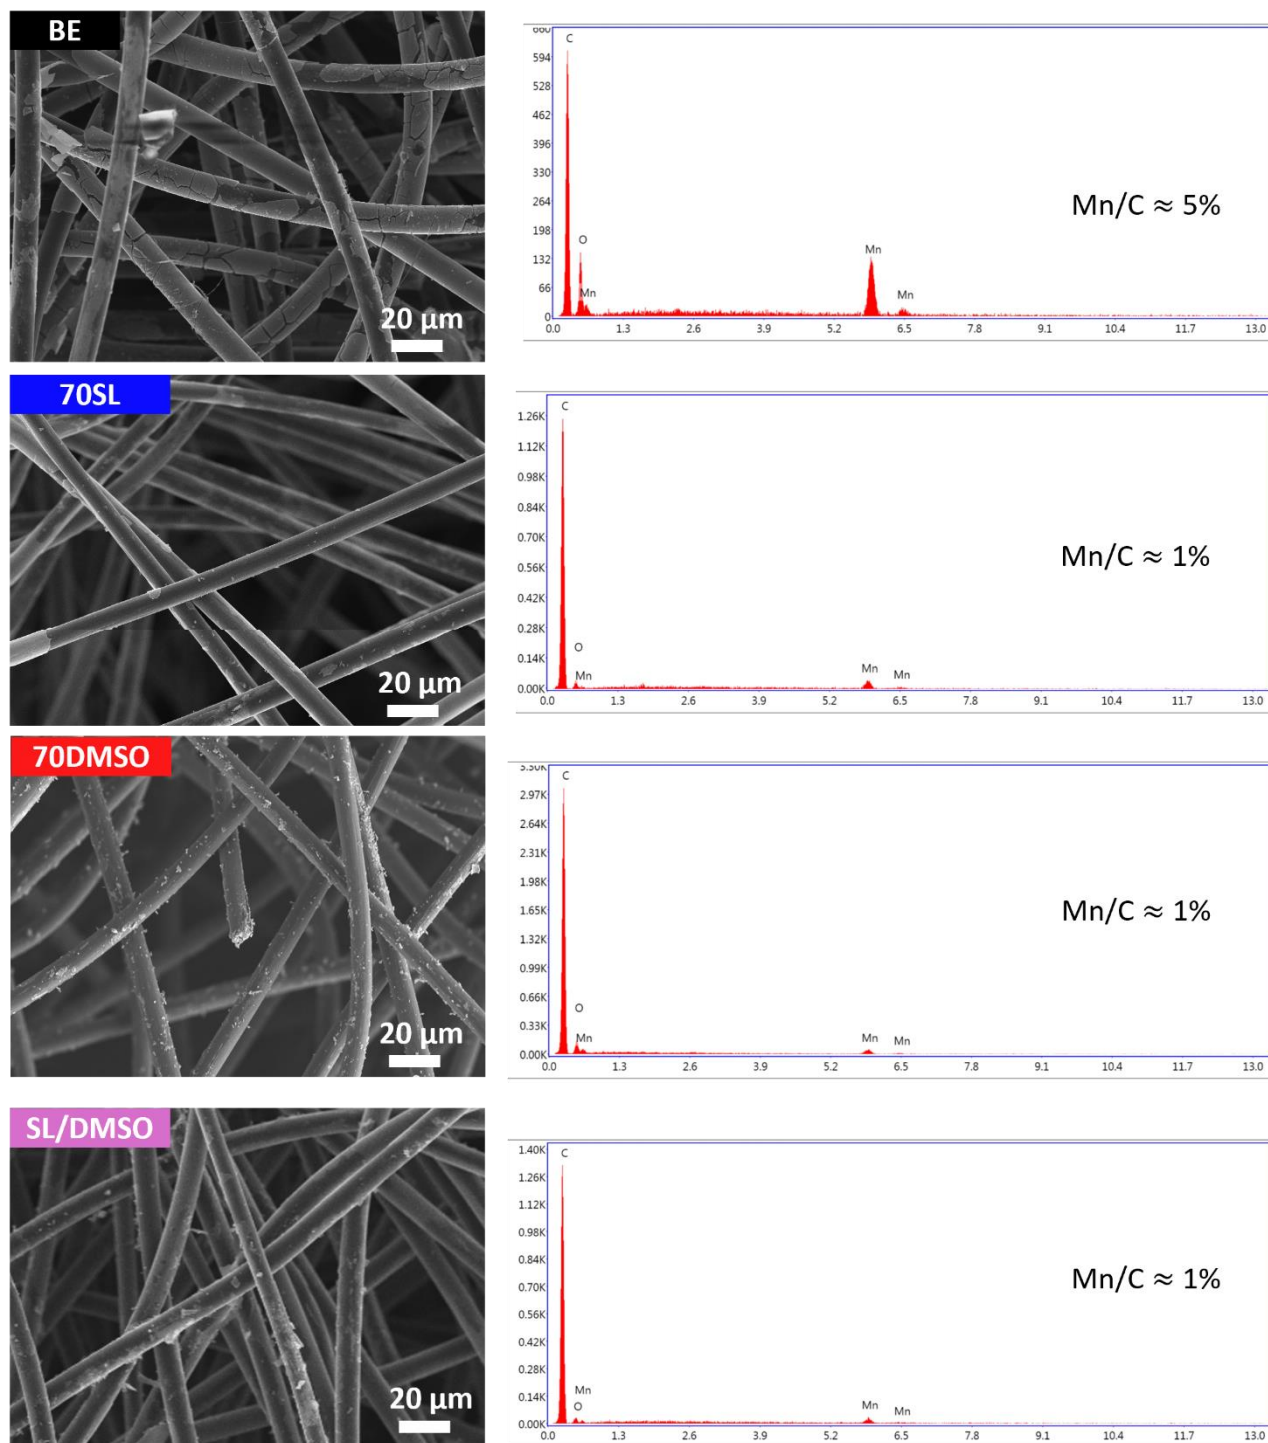 BE
20 µm
660
594
528
462
396
330
264
198
132
66
0
C
O
Mn
Mn
Mn
Mn/C ≈ 5%
0.0 1.3 2.6 3.9 5.2 6.5 7.8 9.1 10.4 11.7 13.0
70SL
20 µm
1.26K
1.12K
0.98K
0.84K
0.70K
0.56K
0.42K
0.28K
0.14K
0.00K
C
O
Mn
Mn
Mn
Mn/C ≈ 1%
0.0 1.3 2.6 3.9 5.2 6.5 7.8 9.1 10.4 11.7 13.0
70DMSO
20 µm
3.30K
2.97K
2.64K
2.31K
1.98K
1.65K
1.32K
0.99K
0.66K
0.33K
0.00K
C
O
Mn
Mn
Mn
Mn/C ≈ 1%
0.0 1.3 2.6 3.9 5.2 6.5 7.8 9.1 10.4 11.7 13.0
SL/DMSO
20 µm
1.40K
1.26K
1.12K
0.98K
0.84K
0.70K
0.56K
0.42K
0.28K
0.14K
0.00K
C
Mn
O
Mn
Mn
Mn/C ≈ 1%
0.0 1.3 2.6 3.9 5.2 6.5 7.8 9.1 10.4 11.7 13.0